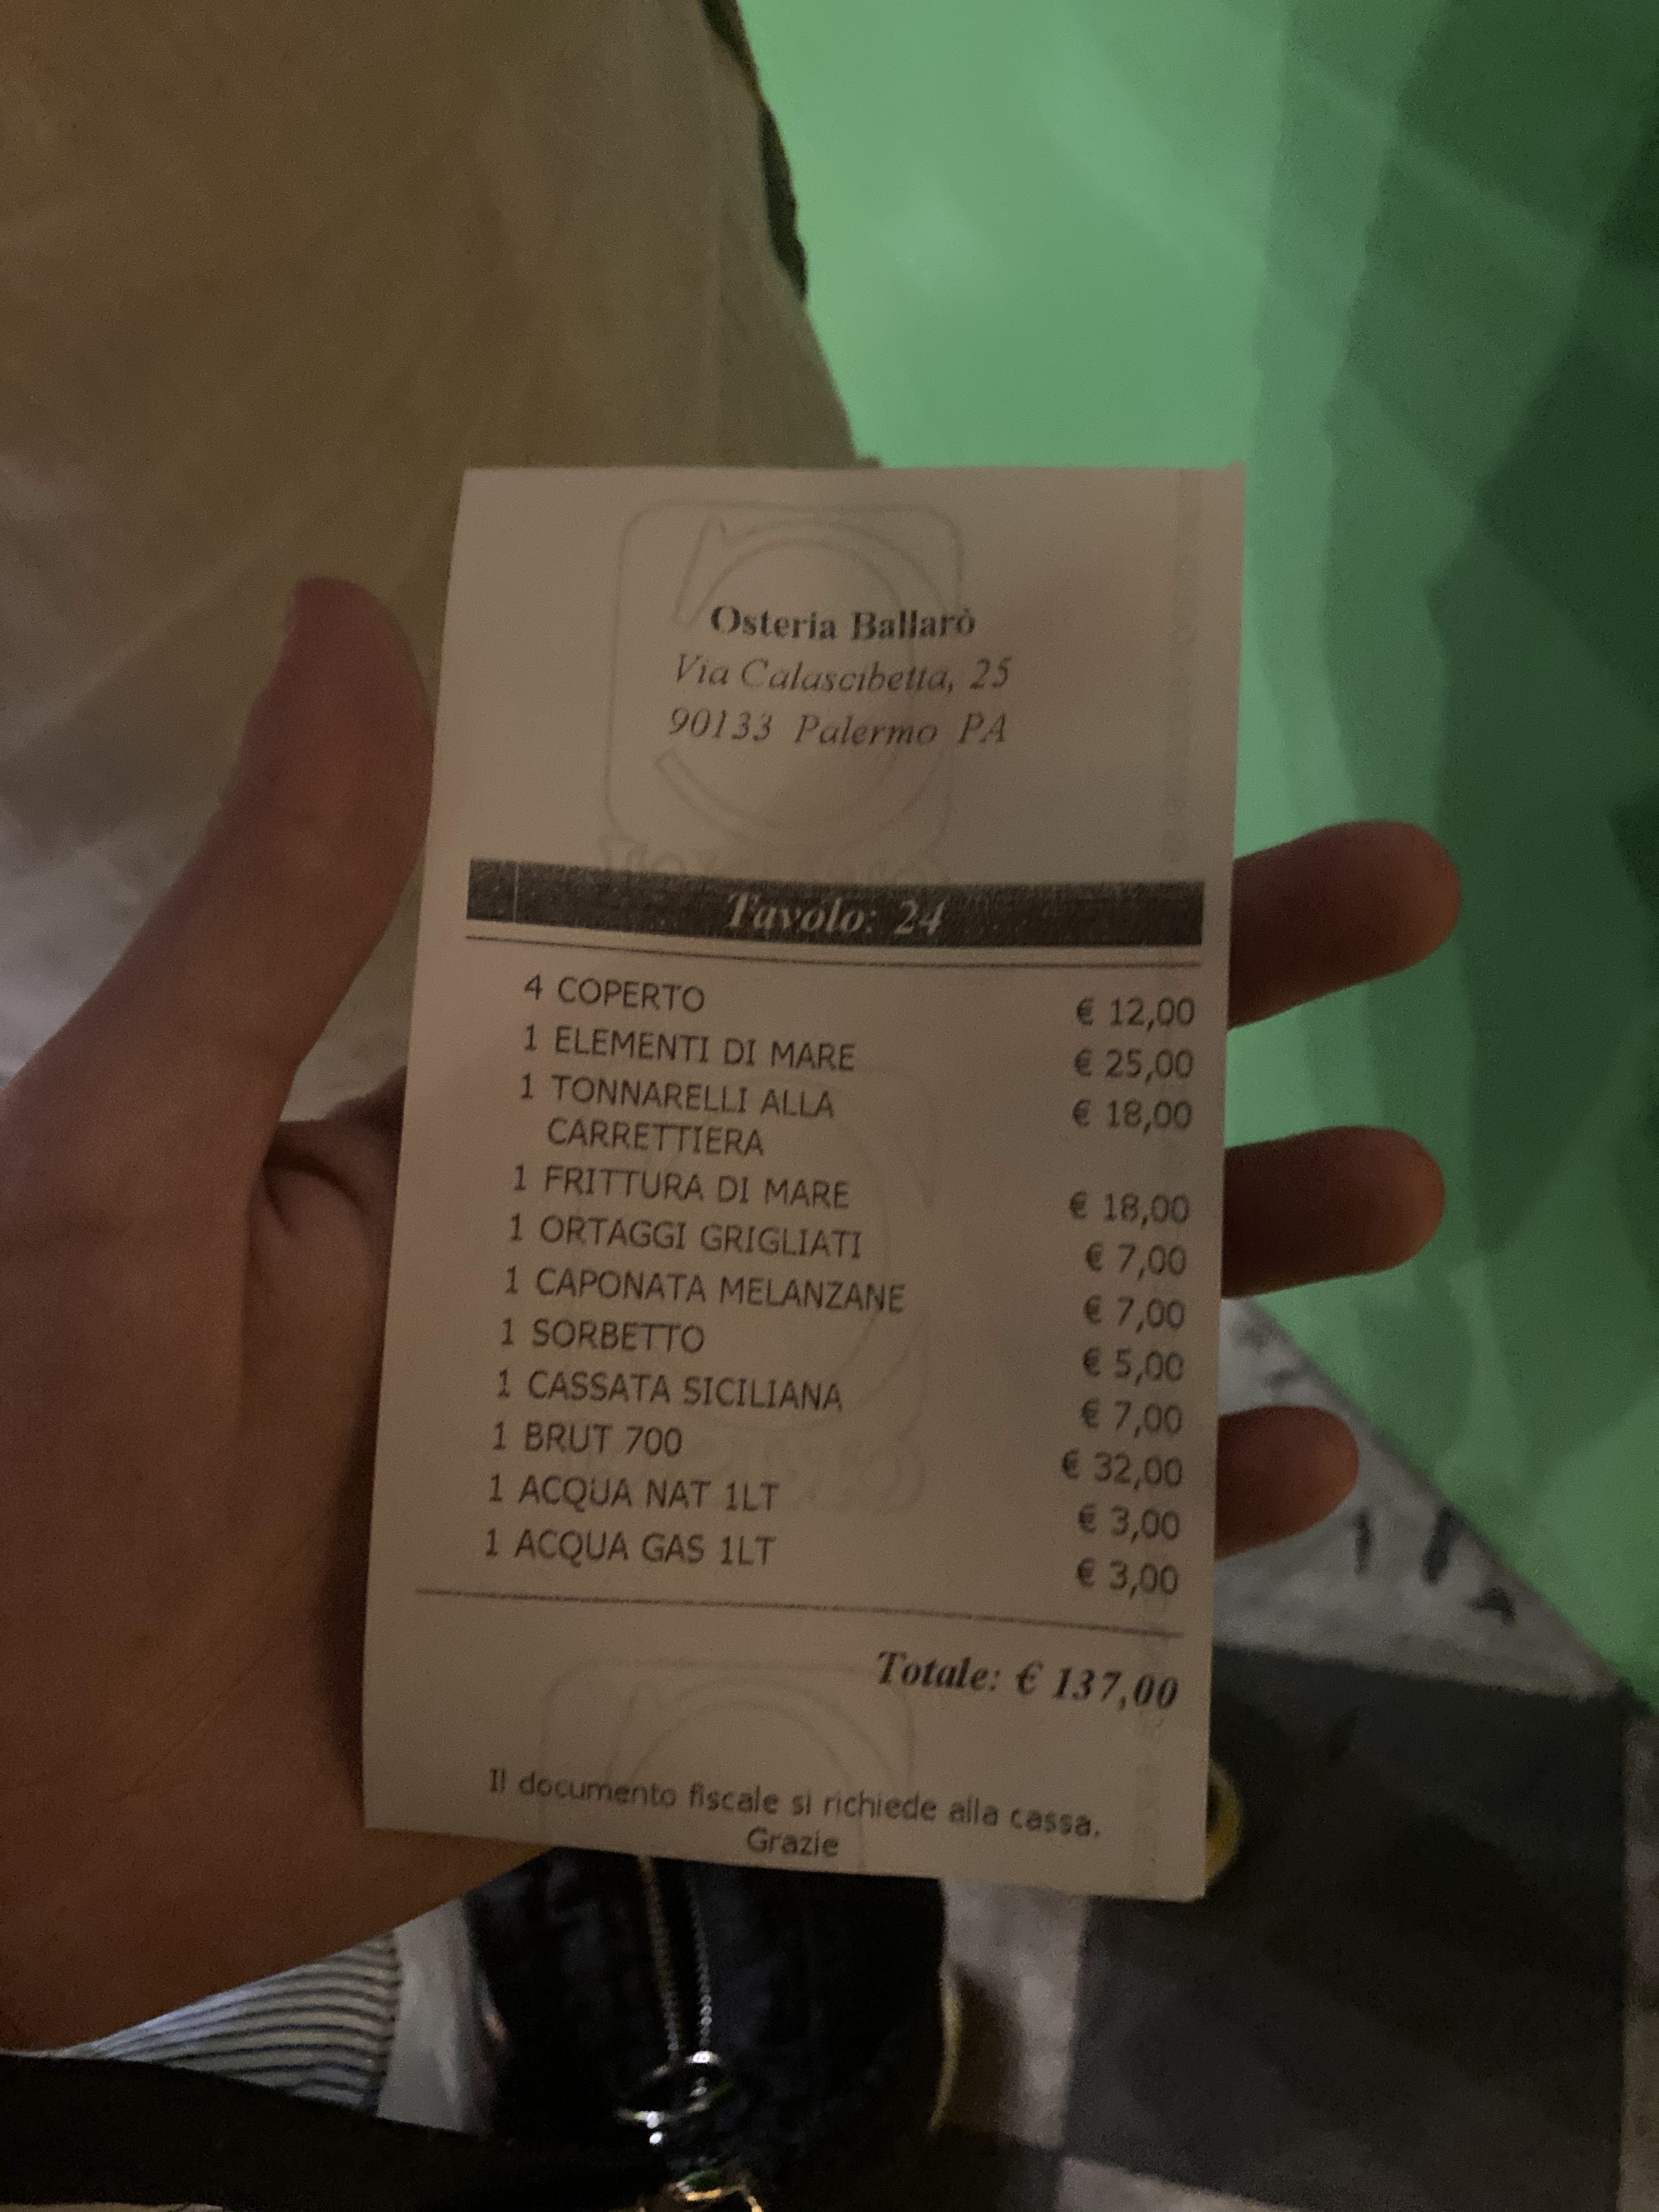 Osteria Ballarò
Via Calascibetta, 25
90133 Palermo PA
Tavolo: 24
4 COPERTO € 12,00
1 ELEMENTI DI MARE € 25,00
1 TONNARELLI ALLA € 18,00
CARRETTIERA
1 FRITTURA DI MARE € 18,00
1 ORTAGGI GRIGLIATI € 7,00
1 CAPONATA MELANZANE € 7,00
1 SORBETTO € 5,00
1 CASSATA SICILIANA € 7,00
1 BRUT 700 € 32,00
1 ACQUA NAT 1LT € 3,00
1 ACQUA GAS 1LT € 3,00
Totale: € 137,00
Il documento fiscale si richiede alla cassa.
Grazie